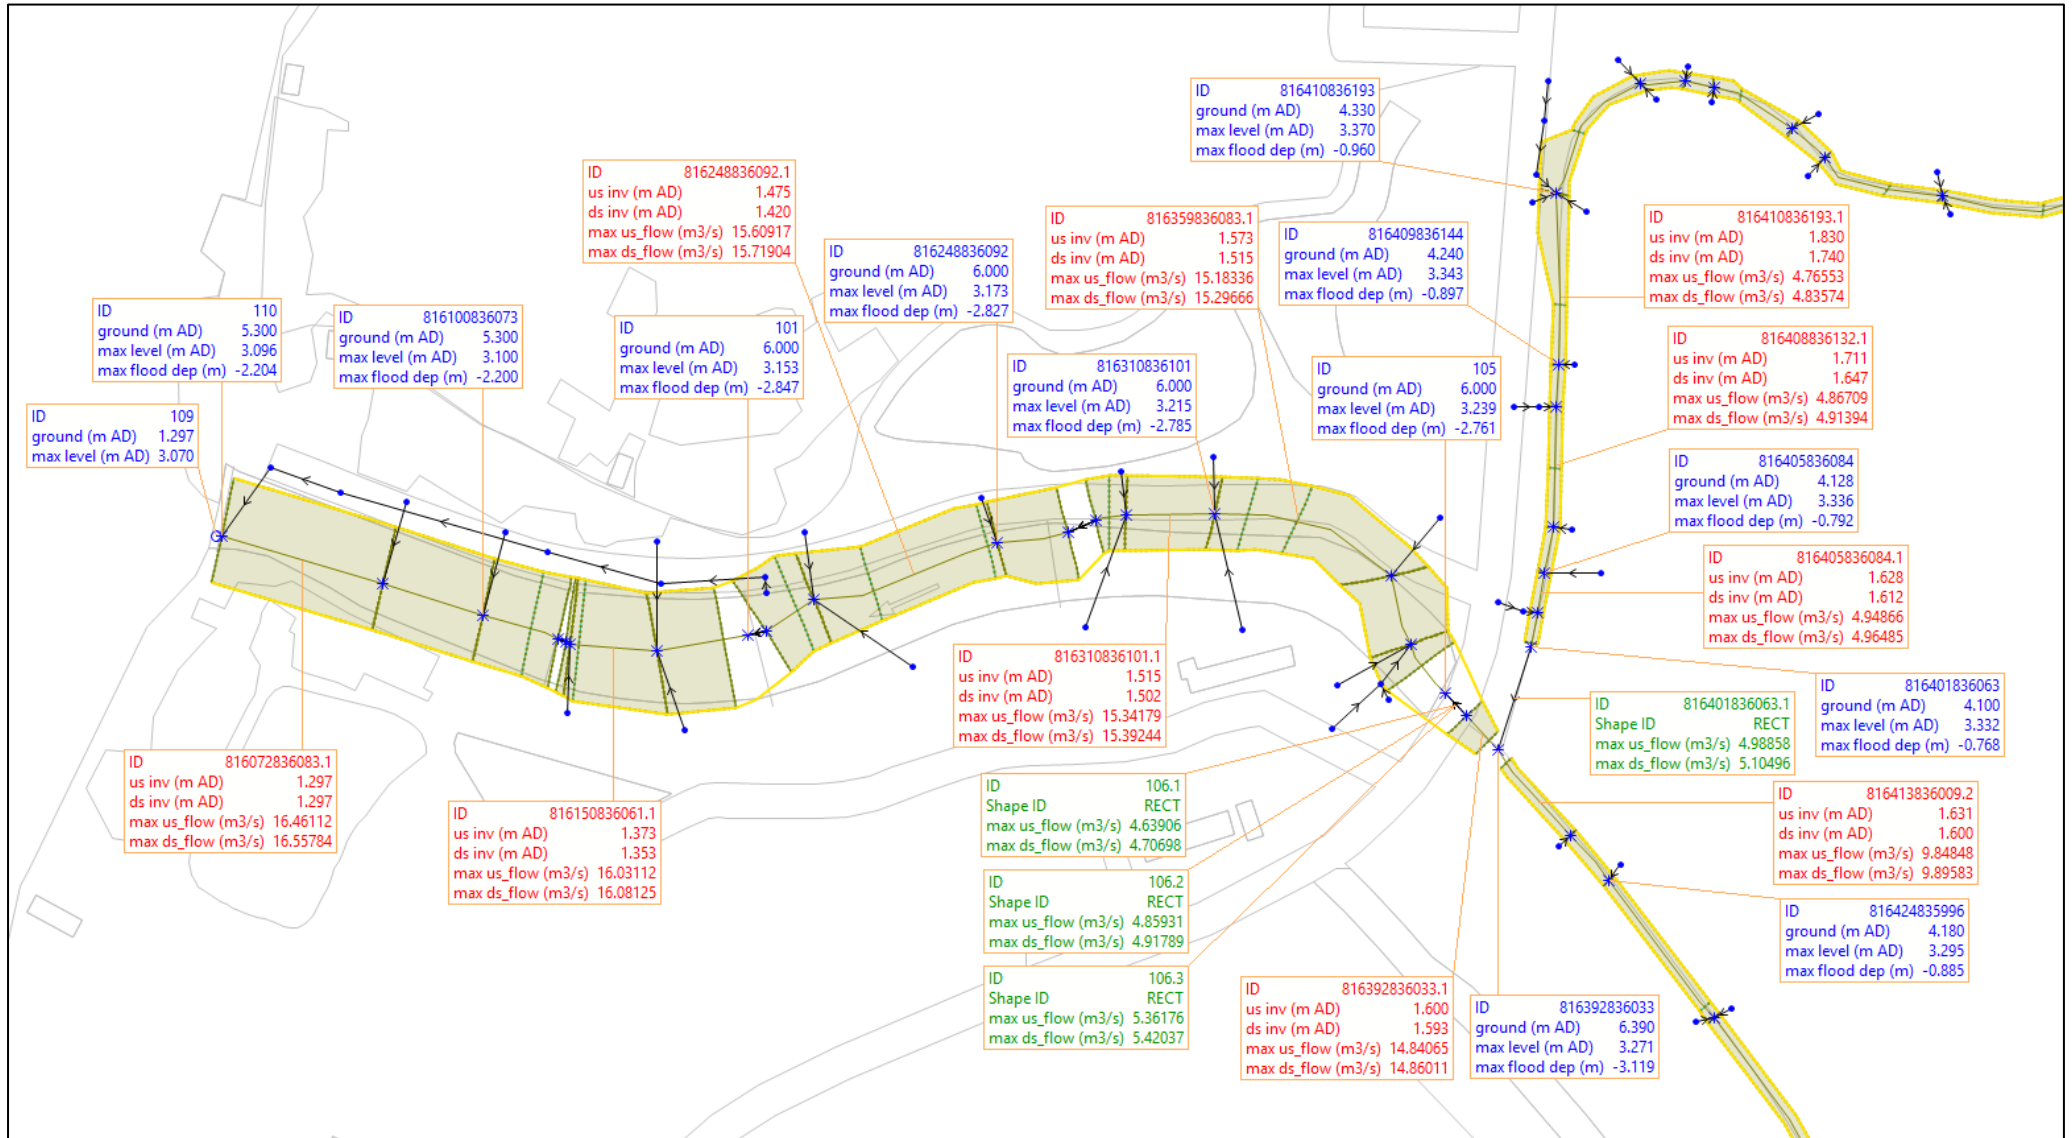 ID 816410836193
ground (m AD) 4.330
max level (m AD) 3.370
max flood dep (m) -0.960
ID 816248836092.1
us inv (m AD) 1.475
ds inv (m AD) 1.420
max us_flow (m3/s) 15.60917
max ds_flow (m3/s) 15.71904
ID 816359836083.1
us inv (m AD) 1.573
ds inv (m AD) 1.515
max us_flow (m3/s) 15.18336
max ds_flow (m3/s) 15.29666
ID 816410836193.1
us inv (m AD) 1.830
ds inv (m AD) 1.740
max us_flow (m3/s) 4.76553
max ds_flow (m3/s) 4.83574
ID 816409836144
ground (m AD) 4.240
max level (m AD) 3.343
max flood dep (m) -0.897
ID 816248836092
ground (m AD) 6.000
max level (m AD) 3.173
max flood dep (m) -2.827
ID 110
ground (m AD) 5.300
max level (m AD) 3.096
max flood dep (m) -2.204
ID 816100836073
ground (m AD) 5.300
max level (m AD) 3.100
max flood dep (m) -2.200
ID 101
ground (m AD) 6.000
max level (m AD) 3.153
max flood dep (m) -2.847
ID 816408836132.1
us inv (m AD) 1.711
ds inv (m AD) 1.647
max us_flow (m3/s) 4.86709
max ds_flow (m3/s) 4.91394
ID 816310836101
ground (m AD) 6.000
max level (m AD) 3.215
max flood dep (m) -2.785
ID 105
ground (m AD) 6.000
max level (m AD) 3.239
max flood dep (m) -2.761
ID 109
ground (m AD) 1.297
max level (m AD) 3.070
ID 816405836084
ground (m AD) 4.128
max level (m AD) 3.336
max flood dep (m) -0.792
ID 816405836084.1
us inv (m AD) 1.628
ds inv (m AD) 1.612
max us_flow (m3/s) 4.94866
max ds_flow (m3/s) 4.96485
ID 816310836101.1
us inv (m AD) 1.515
ds inv (m AD) 1.502
max us_flow (m3/s) 15.34179
max ds_flow (m3/s) 15.39244
ID 816401836063
ground (m AD) 4.100
max level (m AD) 3.332
max flood dep (m) -0.768
ID 816401836063.1
Shape ID RECT
max us_flow (m3/s) 4.98858
max ds_flow (m3/s) 5.10496
ID 816072836083.1
us inv (m AD) 1.297
ds inv (m AD) 1.297
max us_flow (m3/s) 16.46112
max ds_flow (m3/s) 16.55784
ID 106.1
Shape ID RECT
max us_flow (m3/s) 4.63906
max ds_flow (m3/s) 4.70698
ID 816413836009.2
us inv (m AD) 1.631
ds inv (m AD) 1.600
max us_flow (m3/s) 9.84848
max ds_flow (m3/s) 9.89583
ID 816150836061.1
us inv (m AD) 1.373
ds inv (m AD) 1.353
max us_flow (m3/s) 16.03112
max ds_flow (m3/s) 16.08125
ID 106.2
Shape ID RECT
max us_flow (m3/s) 4.85931
max ds_flow (m3/s) 4.91789
ID 816424835996
ground (m AD) 4.180
max level (m AD) 3.295
max flood dep (m) -0.885
ID 106.3
Shape ID RECT
max us_flow (m3/s) 5.36176
max ds_flow (m3/s) 5.42037
ID 816392836033.1
us inv (m AD) 1.600
ds inv (m AD) 1.593
max us_flow (m3/s) 14.84065
max ds_flow (m3/s) 14.86011
ID 816392836033
ground (m AD) 6.390
max level (m AD) 3.271
max flood dep (m) -3.119